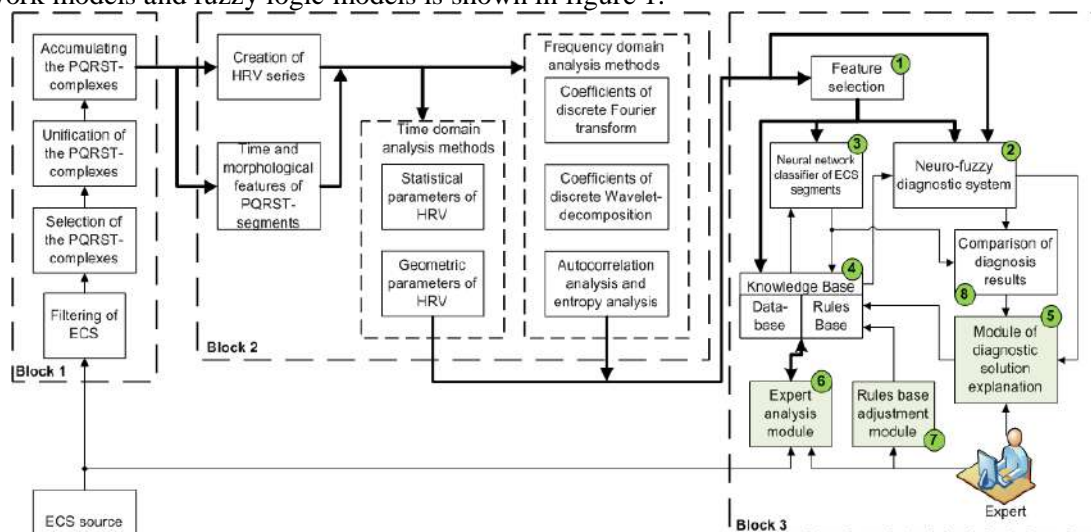 work models and fuzzy logic models is shown in figure 1.
Accumulating
the PQRST-
complexes
Unification of
the PQRST-
complexes
Selection of
the PQRST-
complexes
Filtering of
ECS
Block 1
ECS source
Creation of
HRV series
Time and
morphological
features of
PQRST-
segments
Time domain
analysis methods
Statistical
parameters of
HRV
Geometric
parameters of
HRV
Frequency domain
analysis methods
Coefficients
of discrete Fourier
transform
Coefficients
of discrete Wavelet-
decomposition
Autocorrelation
analysis and
entropy analysis
Block 2
1
Feature
selection
3
Neural network
classifier of ECS
segments
2
Neuro-fuzzy
diagnostic system
4
Knowledge Base
Data-
base
Rules
Base
Comparison of
diagnosis
results
8
5
Module of
diagnostic
solution
explanation
6
Expert
analysis
module
Rules base
adjustment
module
7
Expert
Block 3